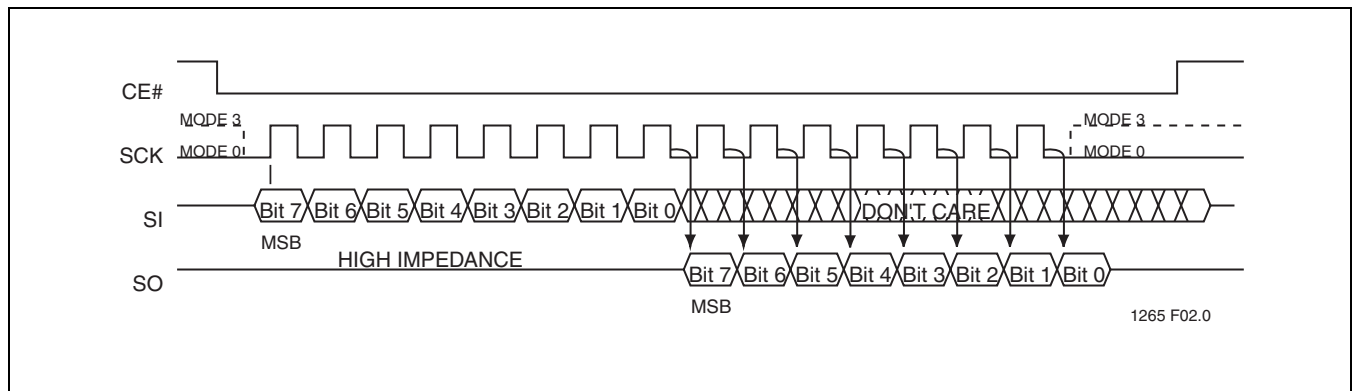 CE#
MODE 3
MODE 3
SCK
MODE 0
MODE 0
SI
Bit 7 Bit 6 Bit 5 Bit 4 Bit 3 Bit 2 Bit 1 Bit 0
DON'T CARE
MSB
HIGH IMPEDANCE
SO
Bit 7 Bit 6 Bit 5 Bit 4 Bit 3 Bit 2 Bit 1 Bit 0
MSB
1265 F02.0